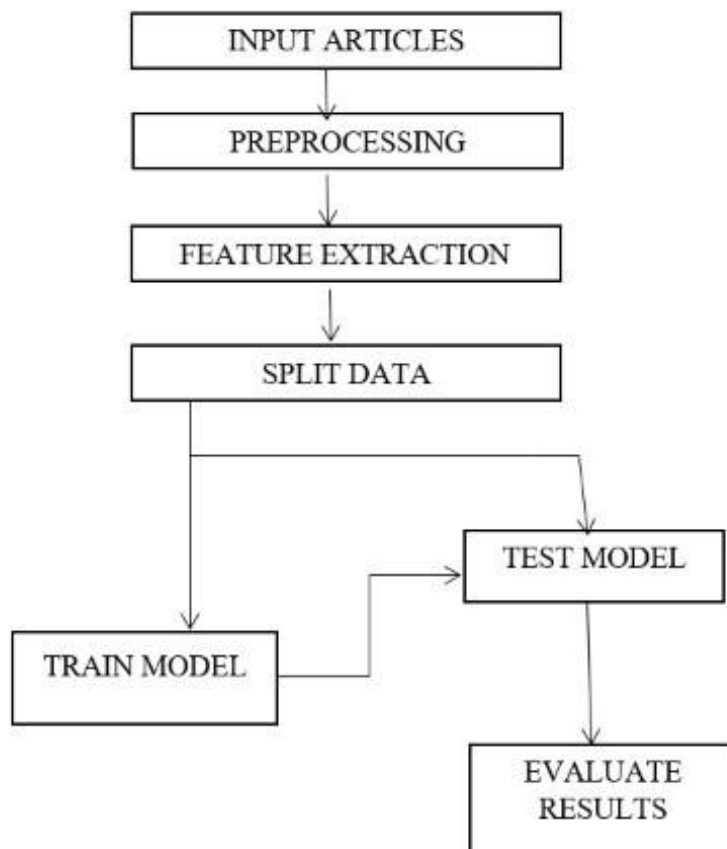 INPUT ARTICLES
PREPROCESSING
FEATURE EXTRACTION
SPLIT DATA
TEST MODEL
TRAIN MODEL
EVALUATE
RESULTS